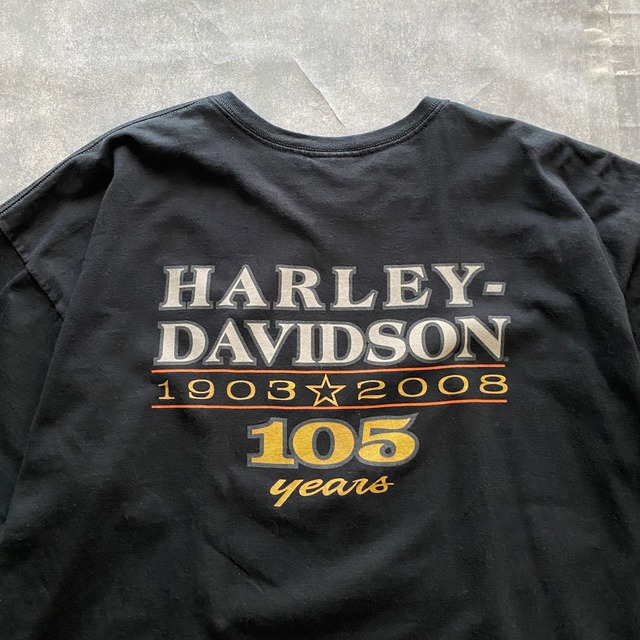 HARLEY-
DAVIDSON
1903☆2008
105
years